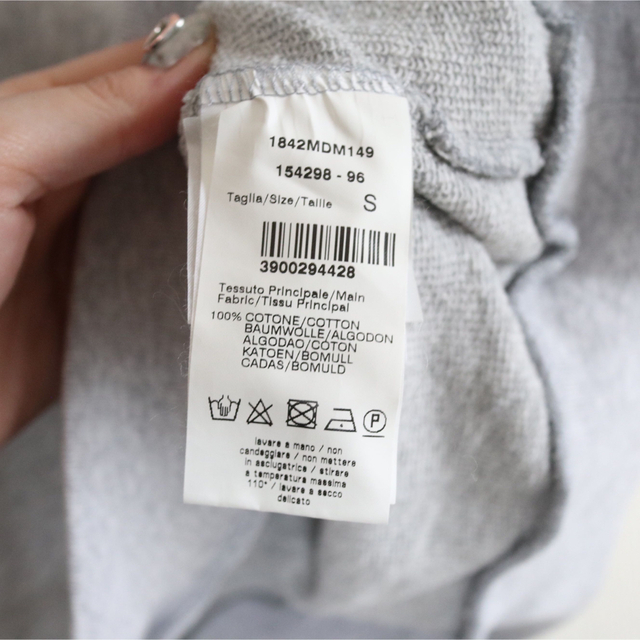 1842MDM149
154298 - 96
Taglia/Size/Taille S
3900294428
Tessuto Principale/Main
Fabric/Tissu Principal
100% COTONE/COTTON
BAUMWOLLE/ALGODON
ALGODAO/COTON
KATOEN/BOMULL
CADAS/BOMULD
P
lavare a mano / non
candeggiare / non mettere
in asciugatrice / stirare
a temperatura massima
110° / lavare a secco
delicato